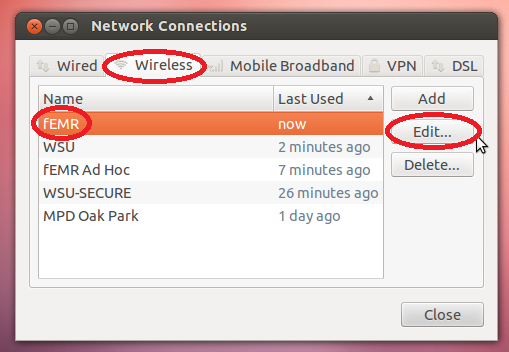 Network Connections
Wired Wireless Mobile Broadband VPN DSL
Name Last Used
fEMR now
WSU 2 minutes ago
fEMR Ad Hoc 7 minutes ago
WSU-SECURE 26 minutes ago
MPD Oak Park 1 day ago
Add
Edit...
Delete...
Close